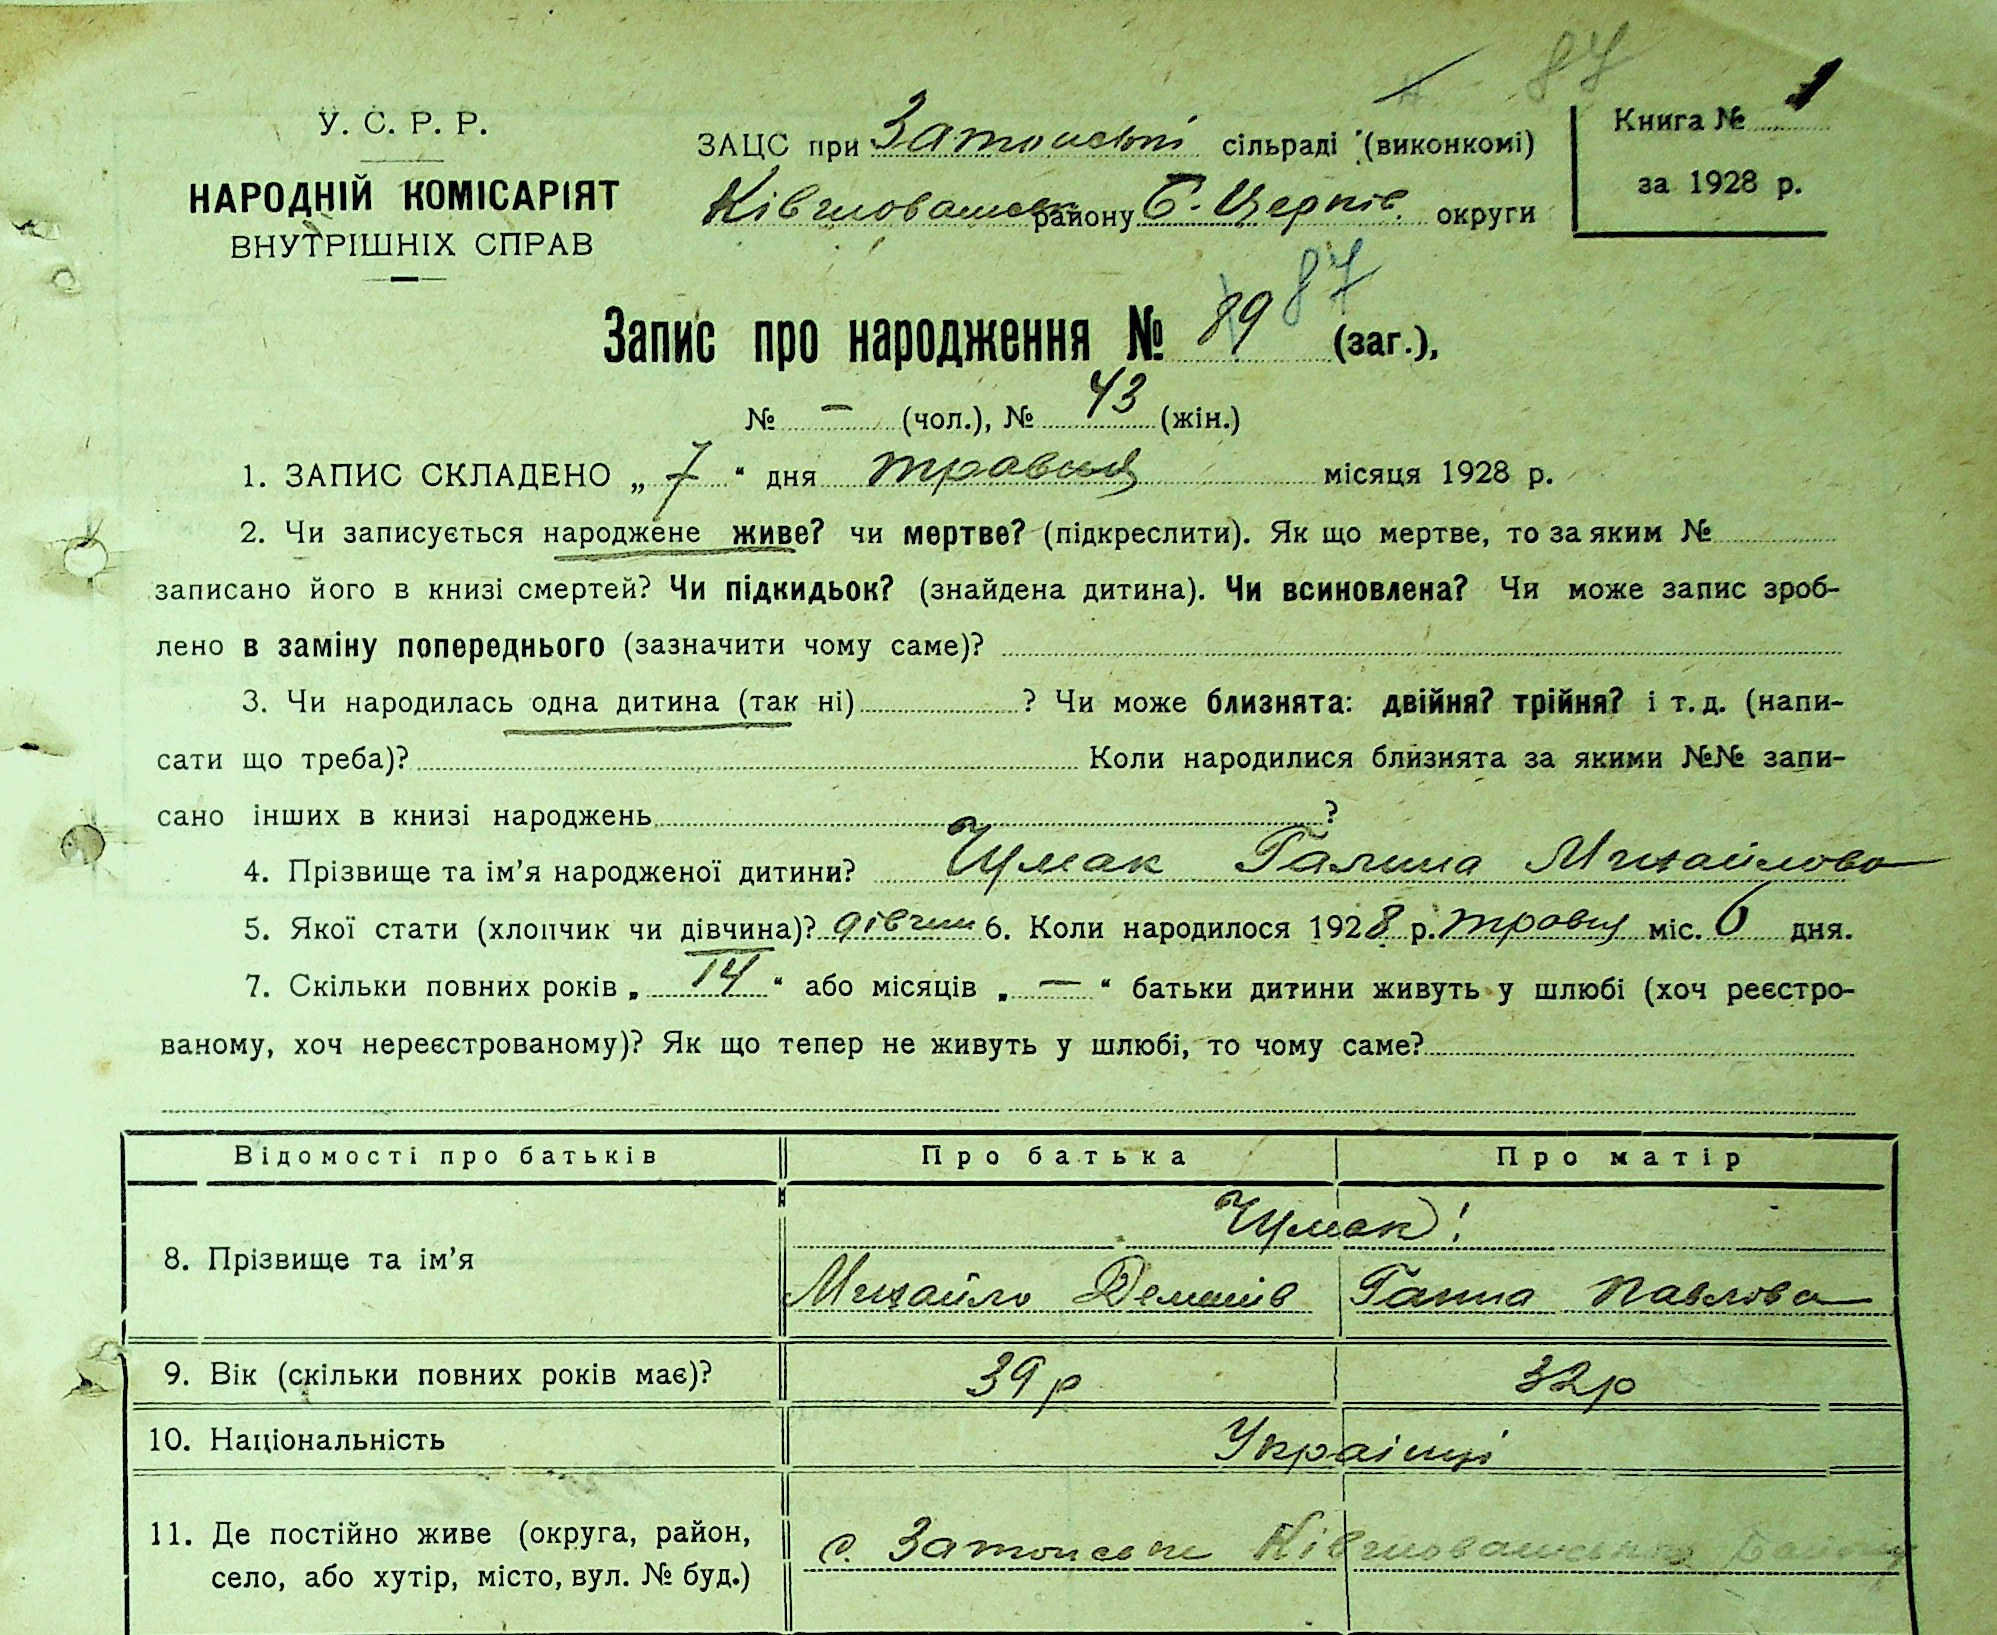 87
У. С. Р. Р.
НАРОДНІЙ КОМІСАРІЯТ
ВНУТРІШНІХ СПРАВ
ЗАЦС при Затонські сільраді (виконкомі)
Ківшовамськ району Б.-Церків. округи
Книга № 1
за 1928 р.
Запис про народження № 89 87 (заг.),
№ — (чол.), № 43 (жін.)
1. ЗАПИС СКЛАДЕНО „ 7 “ дня травня місяця 1928 р.
2. Чи записується народжене живе? чи мертве? (підкреслити). Як що мертве, то за яким №
записано його в книзі смертей? Чи підкидьок? (знайдена дитина). Чи всиновлена? Чи може запис зроб-
лено в заміну попереднього (зазначити чому саме)?
3. Чи народилась одна дитина (так ні) ? Чи може близнята: двійня? трійня? і т. д. (напи-
сати що треба)? Коли народилися близнята за якими №№ запи-
сано інших в книзі народжень ?
4. Прізвище та ім’я народженої дитини? Чумак Галина Михайлова
5. Якої стати (хлопчик чи дівчина)? дівчин 6. Коли народилося 1928 р. травня міс. 6 дня.
7. Скільки повних років „ 14 “ або місяців „ — “ батьки дитини живуть у шлюбі (хоч реєстро-
ваному, хоч нереєстрованому)? Як що тепер не живуть у шлюбі, то чому саме?
Відомості про батьків Про батька Про матір
8. Прізвище та ім’я Чумак!
Михайло Демянів Ганна Павлова
9. Вік (скільки повних років має)? 39 р 32 р
10. Національність Українці
11. Де постійно живе (округа, район,
село, або хутір, місто, вул. № буд.)
с. Затонське району